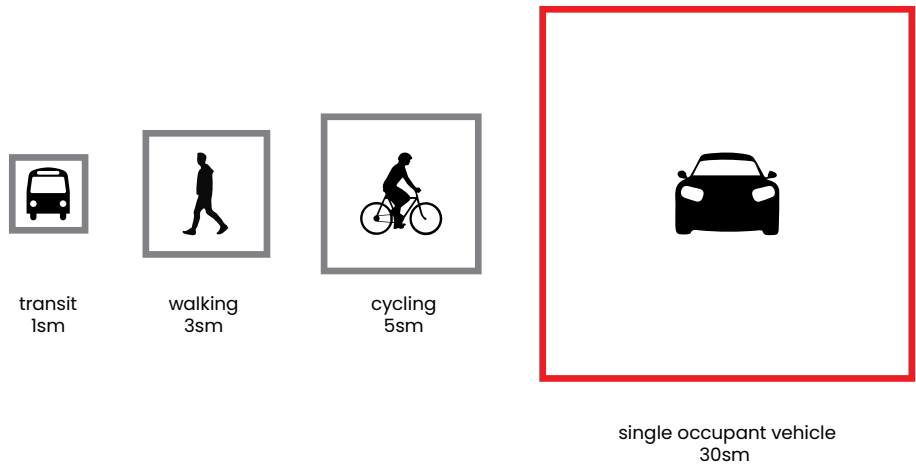 transit
1sm
walking
3sm
cycling
5sm
single occupant vehicle
30sm